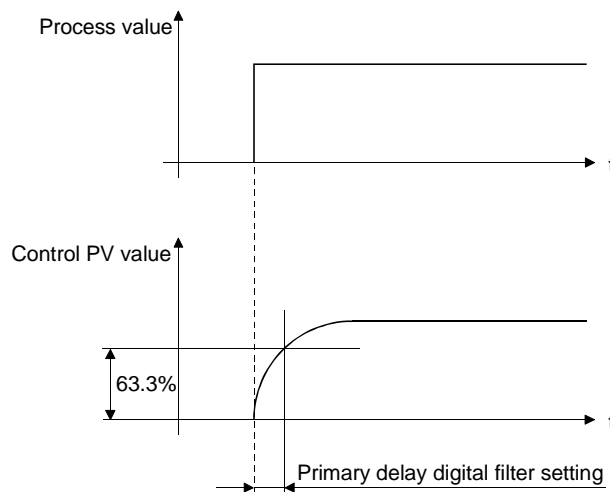 Process value
t
Control PV value
63.3%
t
Primary delay digital filter setting